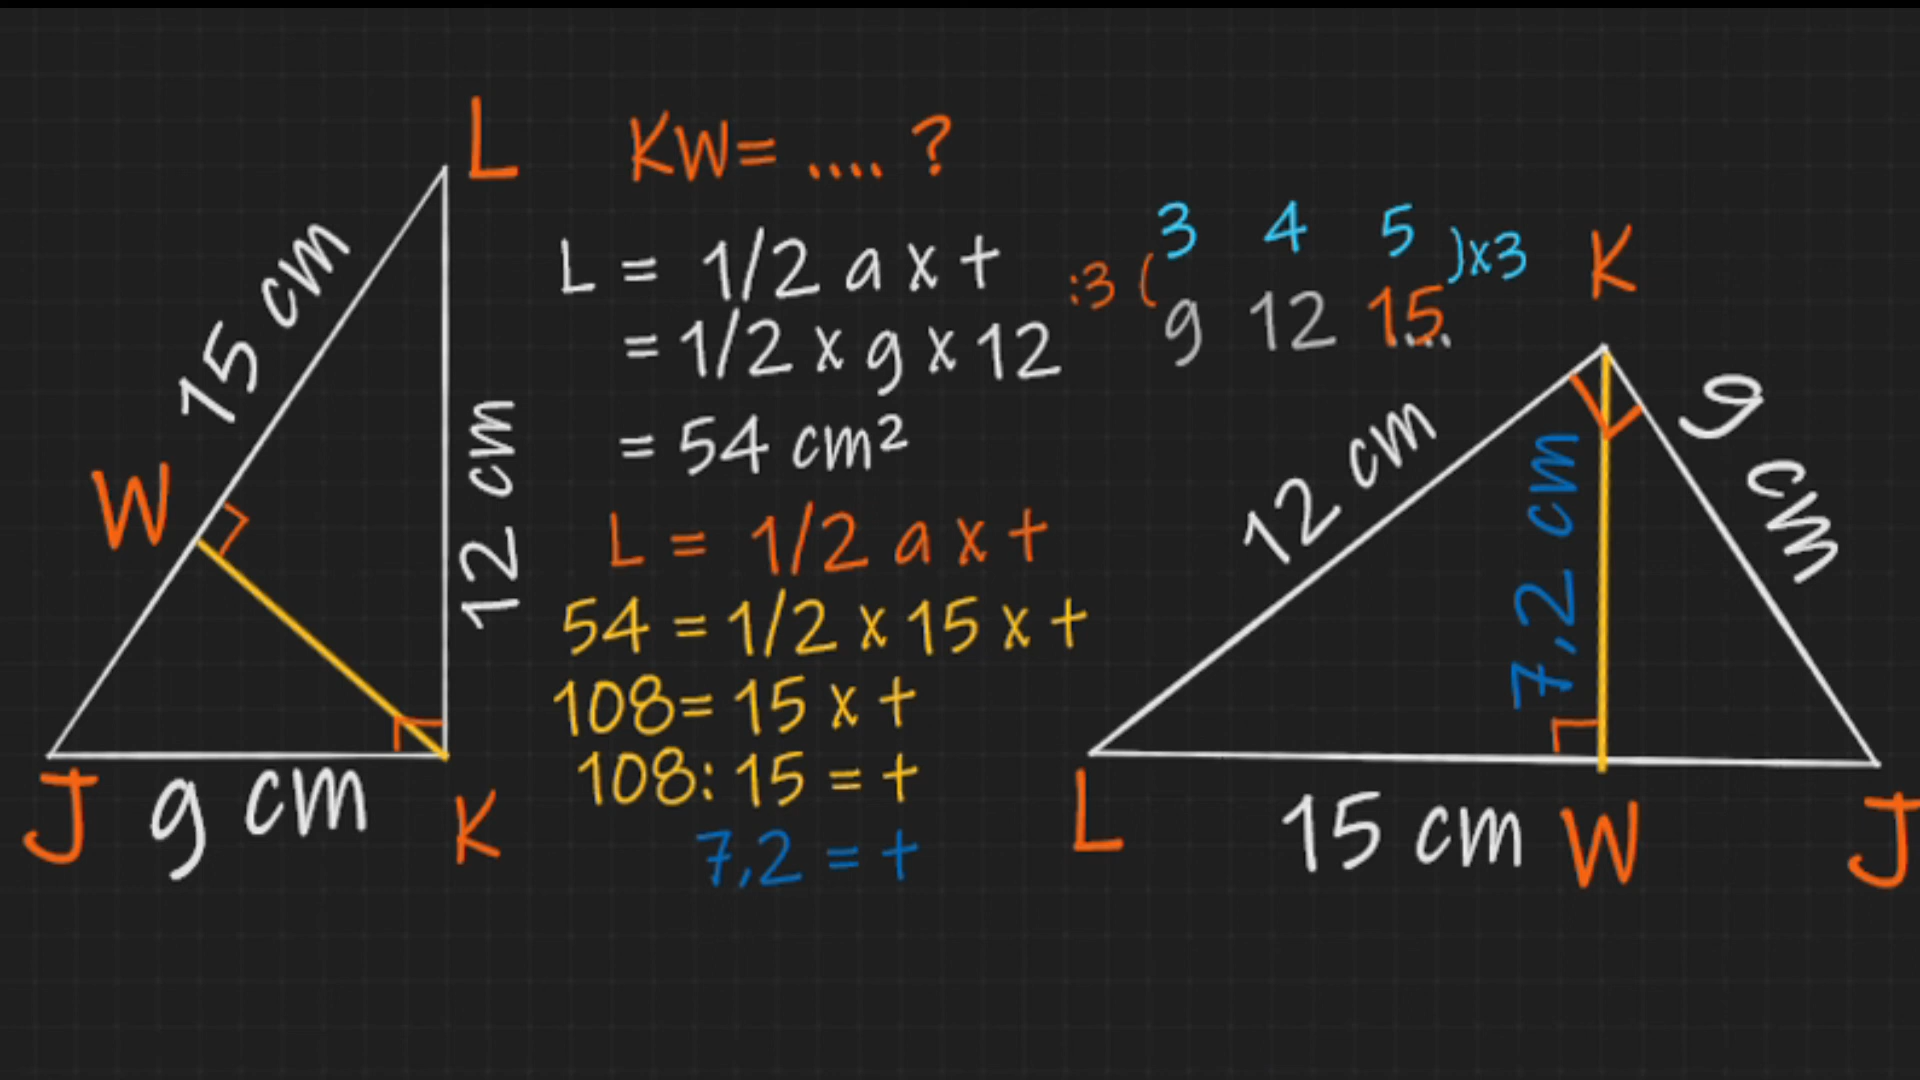 L
15 cm
W
12 cm
J
9 cm
K
KW= .... ?
L = 1/2 a x t
= 1/2 x 9 x 12
= 54 cm²
L = 1/2 a x t
54 = 1/2 x 15 x t
108= 15 x t
108: 15 = t
7,2 = t
3 4 5
:3 ( )x3
9 12 15...
K
12 cm
9 cm
7,2 cm
L
15 cm
W
J